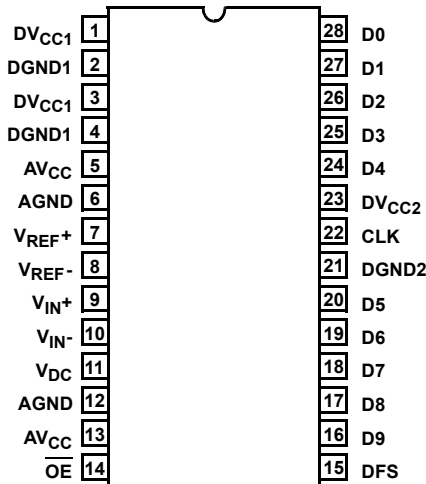 DVCC1 1 28 D0
DGND1 2 27 D1
DVCC1 3 26 D2
DGND1 4 25 D3
AVCC 5 24 D4
AGND 6 23 DVCC2
VREF+ 7 22 CLK
VREF- 8 21 DGND2
VIN+ 9 20 D5
VIN- 10 19 D6
VDC 11 18 D7
AGND 12 17 D8
AVCC 13 16 D9
O̅E̅ 14 15 DFS